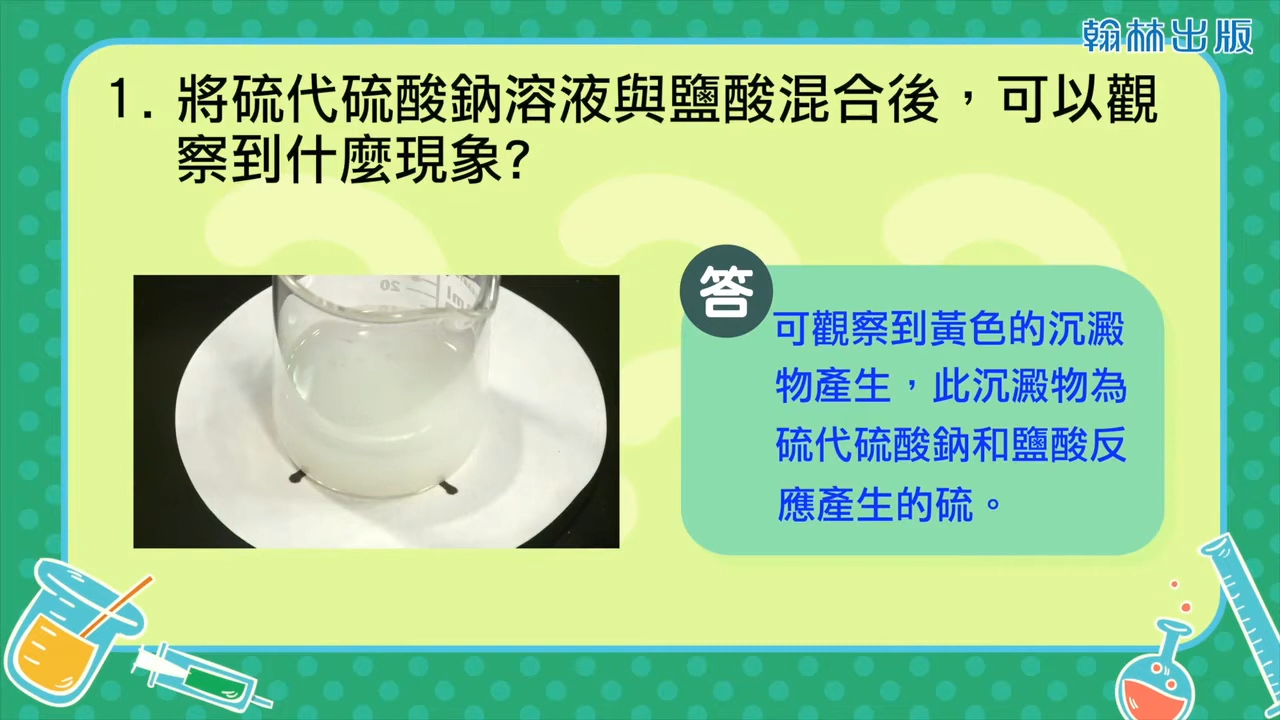 翰林出版
1. 將硫代硫酸鈉溶液與鹽酸混合後，可以觀
察到什麼現象?
20
ml
答
可觀察到黃色的沉澱
物產生，此沉澱物為
硫代硫酸鈉和鹽酸反
應產生的硫。